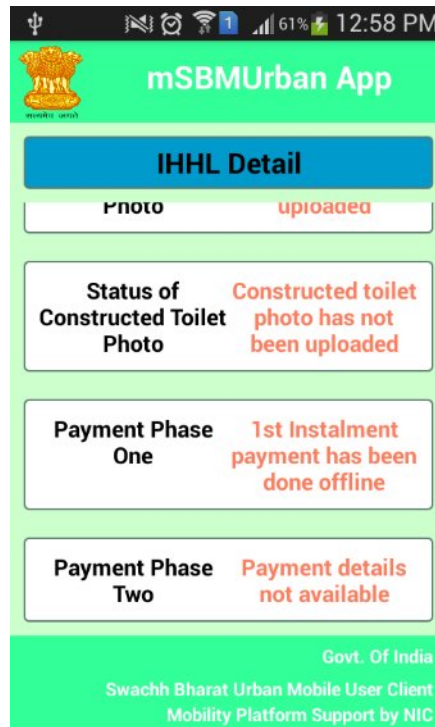 1 61% 12:58 PM
सत्यमेव जयते
mSBMUrban App
IHHL Detail
Photo uploaded
Status of Constructed toilet
Constructed Toilet photo has not
Photo been uploaded
Payment Phase 1st Instalment
One payment has been
done offline
Payment Phase Payment details
Two not available
Govt. Of India
Swachh Bharat Urban Mobile User Client
Mobility Platform Support by NIC